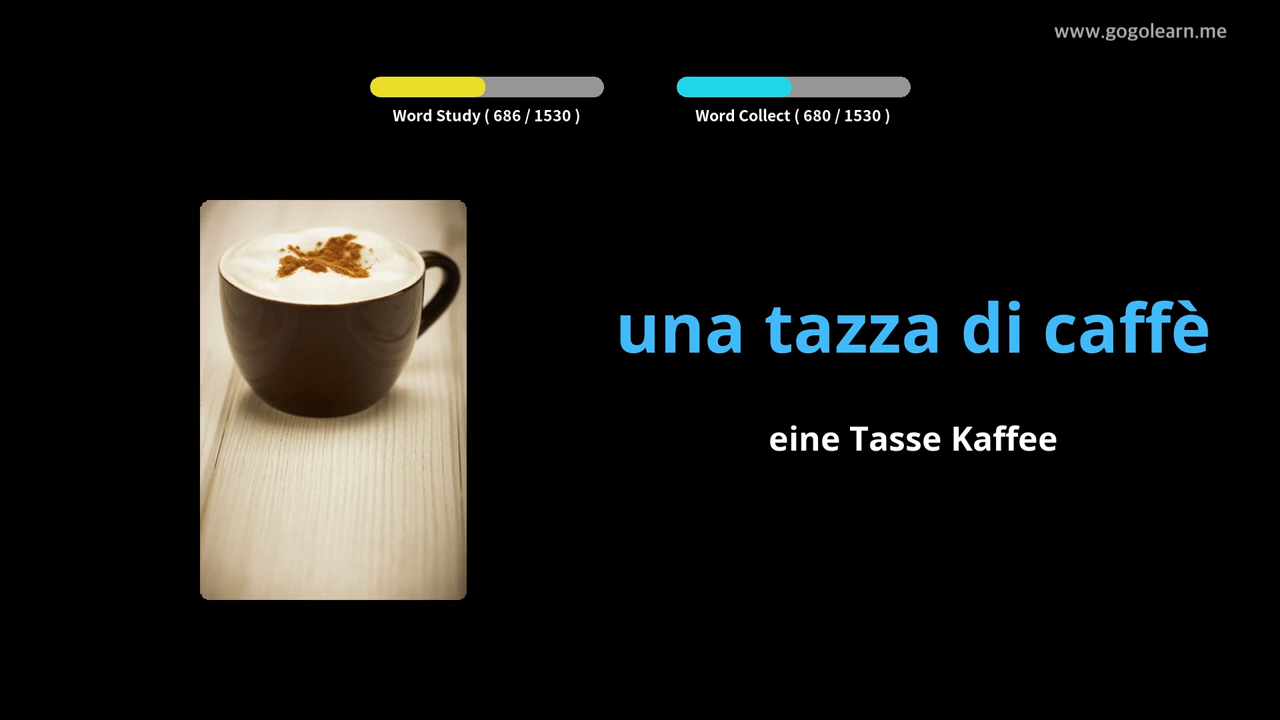 www.gogolearn.me
Word Study ( 686 / 1530 )
Word Collect ( 680 / 1530 )
una tazza di caffè
eine Tasse Kaffee